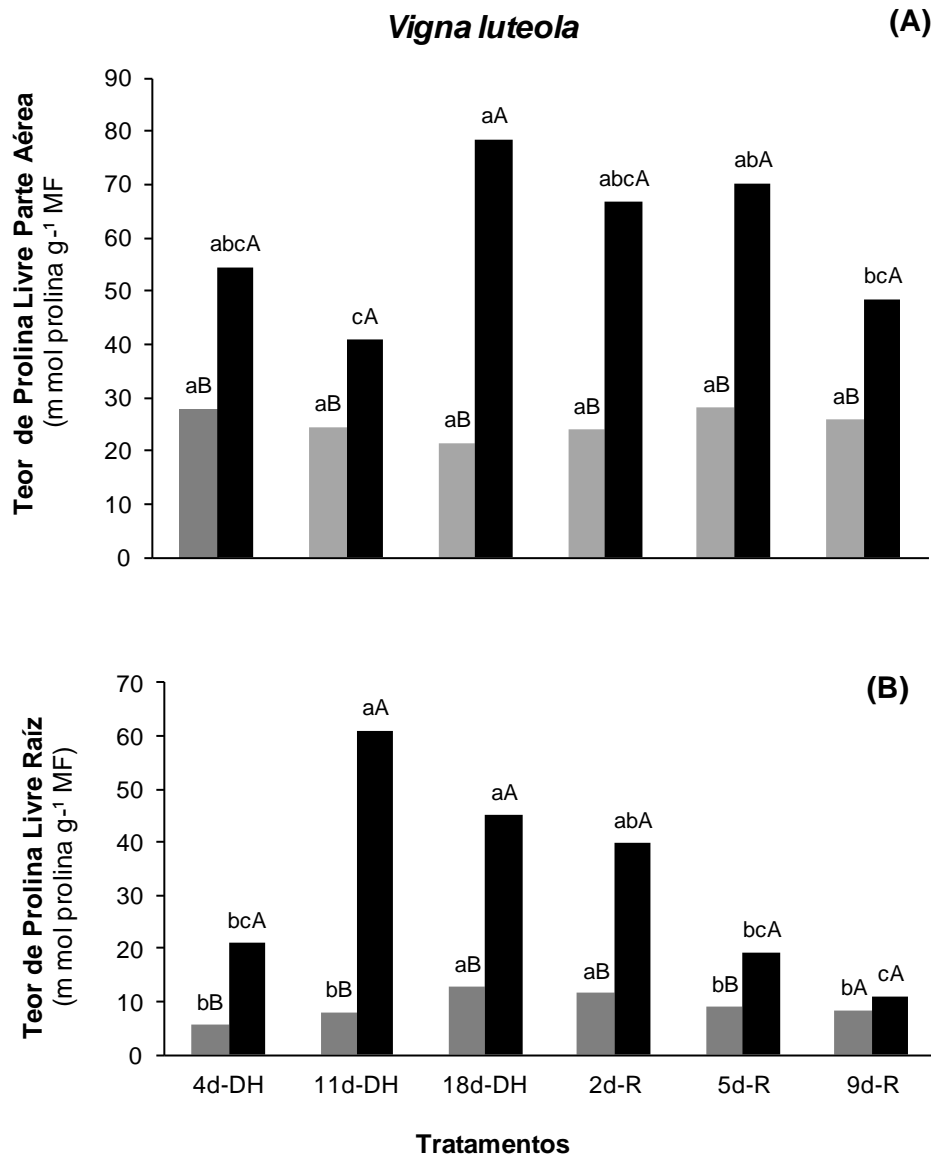 Vigna luteola
(A)
Teor de Prolina Livre Parte Aérea
(m mol prolina g-¹ MF
90
80
70
60
50
40
30
20
10
0
aB
abcA
aB
cA
aB
aA
aB
abcA
aB
abA
aB
bcA
(B)
Teor de Prolina Livre Raíz
(m mol prolina g-¹ MF)
70
60
50
40
30
20
10
0
bB
bcA
bB
aA
aB
aA
aB
abA
bB
bcA
bA
cA
4d-DH
11d-DH
18d-DH
2d-R
5d-R
9d-R
Tratamentos